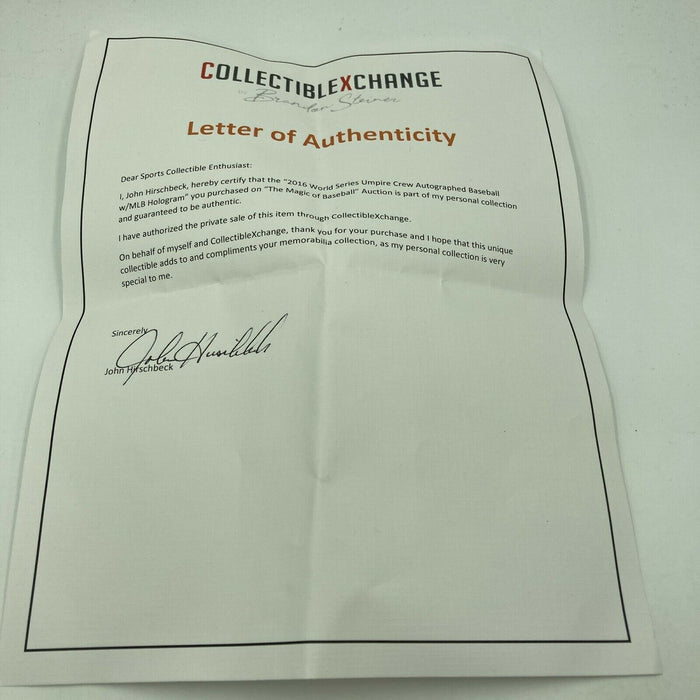 COLLECTIBLEXCHANGE
BY Brandon Steiner
Letter of Authenticity
Dear Sports Collectible Enthusiast:
I, John Hirschbeck, hereby certify that the "2016 World Series Umpire Crew Autographed Baseball
w/MLB Hologram" you purchased on "The Magic of Baseball" Auction is part of my personal collection
and guaranteed to be authentic.
I have authorized the private sale of this item through CollectibleXchange.
On behalf of myself and CollectibleXchange, thank you for your purchase and I hope that this unique
collectible adds to and compliments your memorabilia collection, as my personal collection is very
special to me.
Sincerely
John Hirschbeck
John Hirschbeck